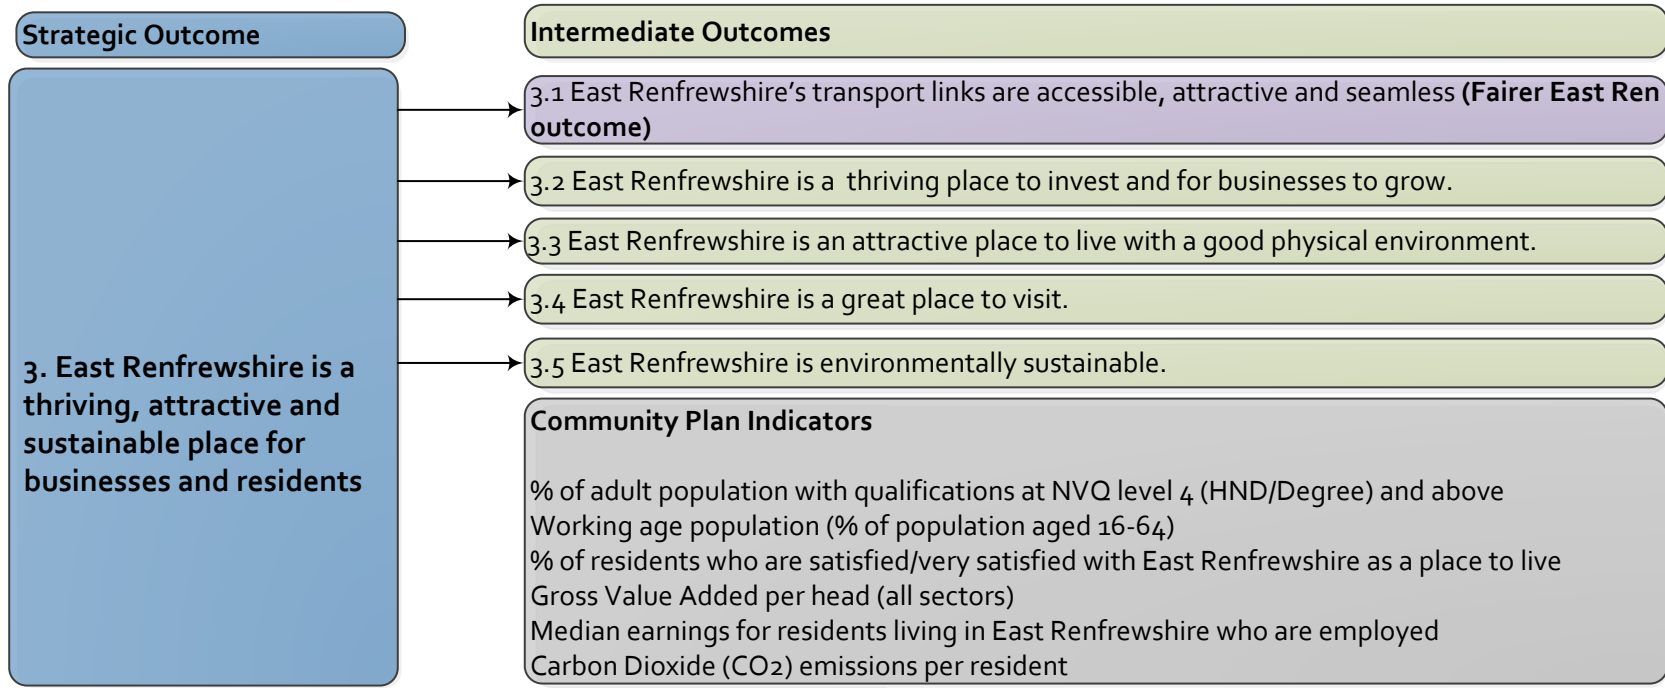 Strategic Outcome
3. East Renfrewshire is a
thriving, attractive and
sustainable place for
businesses and residents
Intermediate Outcomes
3.1 East Renfrewshire’s transport links are accessible, attractive and seamless (Fairer East Ren
outcome)
3.2 East Renfrewshire is a  thriving place to invest and for businesses to grow.
3.3 East Renfrewshire is an attractive place to live with a good physical environment.
3.4 East Renfrewshire is a great place to visit.
3.5 East Renfrewshire is environmentally sustainable.
Community Plan Indicators
% of adult population with qualifications at NVQ level 4 (HND/Degree) and above
Working age population (% of population aged 16-64)
% of residents who are satisfied/very satisfied with East Renfrewshire as a place to live
Gross Value Added per head (all sectors)
Median earnings for residents living in East Renfrewshire who are employed
Carbon Dioxide (CO2) emissions per resident